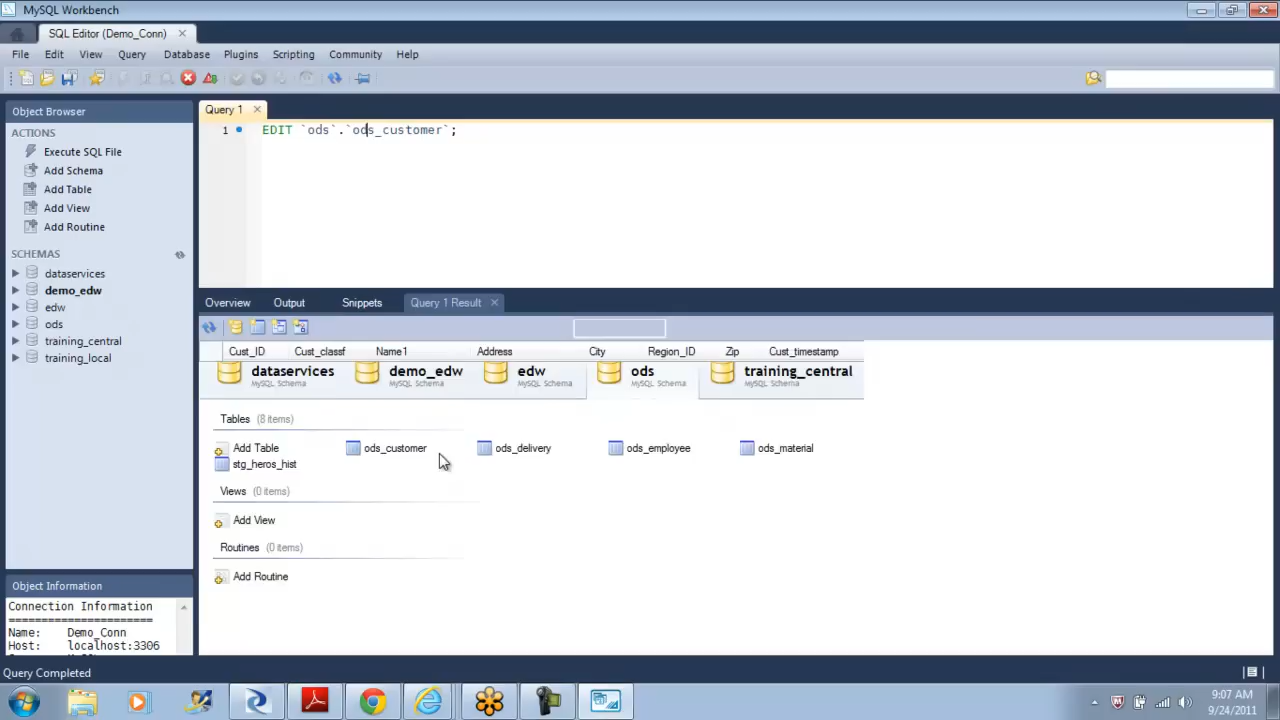 MySQL Workbench
SQL Editor (Demo_Conn)
File Edit View Query Database Plugins Scripting Community Help
Object Browser
Query 1
ACTIONS
1 EDIT `ods`.`ods_customer`;
Execute SQL File
Add Schema
Add Table
Add View
Add Routine
SCHEMAS
dataservices
demo_edw
edw
ods
training_central
training_local
Overview Output Snippets Query 1 Result
Cust_ID Cust_classf Name1 Address City Region_ID Zip Cust_timestamp
dataservices demo_edw edw ods training_central
MySQL Schema MySQL Schema MySQL Schema MySQL Schema MySQL Schema
Tables (8 items)
Add Table ods_customer ods_delivery ods_employee ods_material
stg_heros_hist
Views (0 items)
Add View
Routines (0 items)
Add Routine
Object Information
Connection Information
======================
Name: Demo_Conn
Host: localhost:3306
Query Completed
9:07 AM
9/24/2011